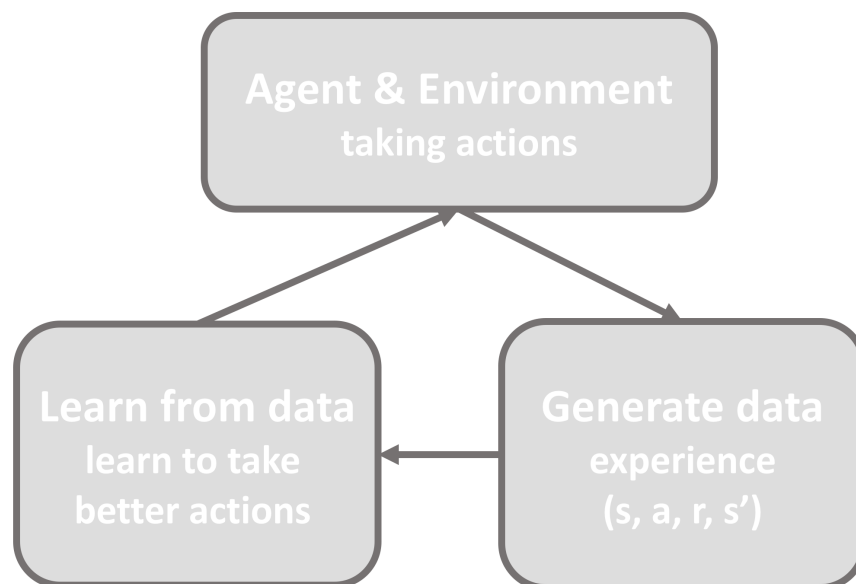 Agent & Environment
taking actions
Learn from data
learn to take
better actions
Generate data
experience
(s, a, r, s’)